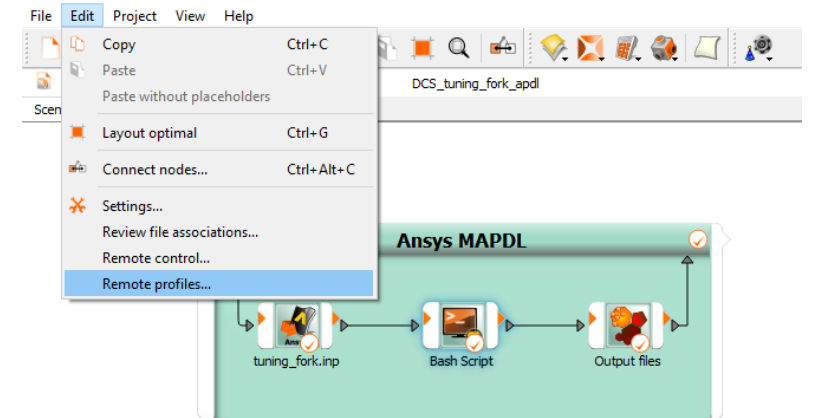 File Edit Project View Help
Copy Ctrl+C
Paste Ctrl+V
DCS_tuning_fork_apdl
Paste without placeholders
Scen
Layout optimal Ctrl+G
Connect nodes... Ctrl+Alt+C
Settings...
Review file associations...
Ansys MAPDL
Remote control...
Remote profiles...
Ans
tuning_fork.inp Bash Script Output files